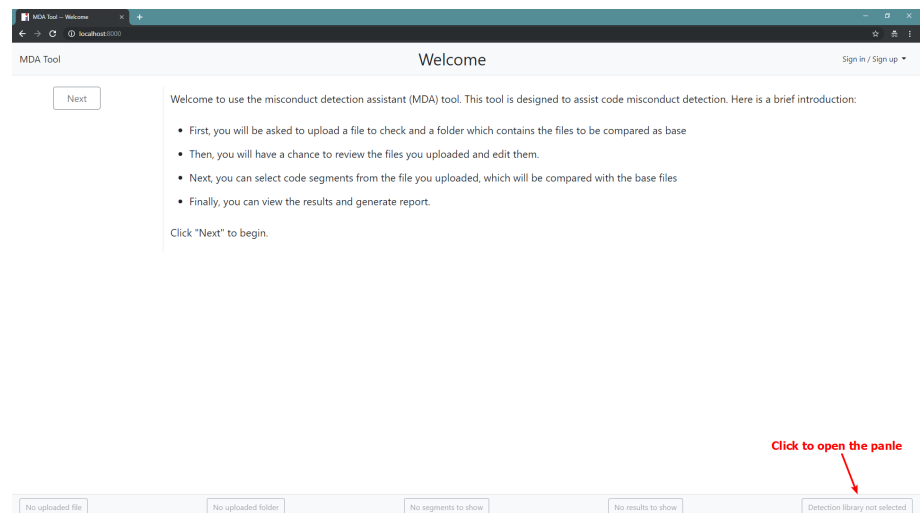 MDA Tool — Welcome
localhost:8000
MDA Tool
Welcome
Sign in / Sign up
Next
Welcome to use the misconduct detection assistant (MDA) tool. This tool is designed to assist code misconduct detection. Here is a brief introduction:
• First, you will be asked to upload a file to check and a folder which contains the files to be compared as base
• Then, you will have a chance to review the files you uploaded and edit them.
• Next, you can select code segments from the file you uploaded, which will be compared with the base files
• Finally, you can view the results and generate report.
Click "Next" to begin.
Click to open the panle
No uploaded file
No uploaded folder
No segments to show
No results to show
Detection library not selected